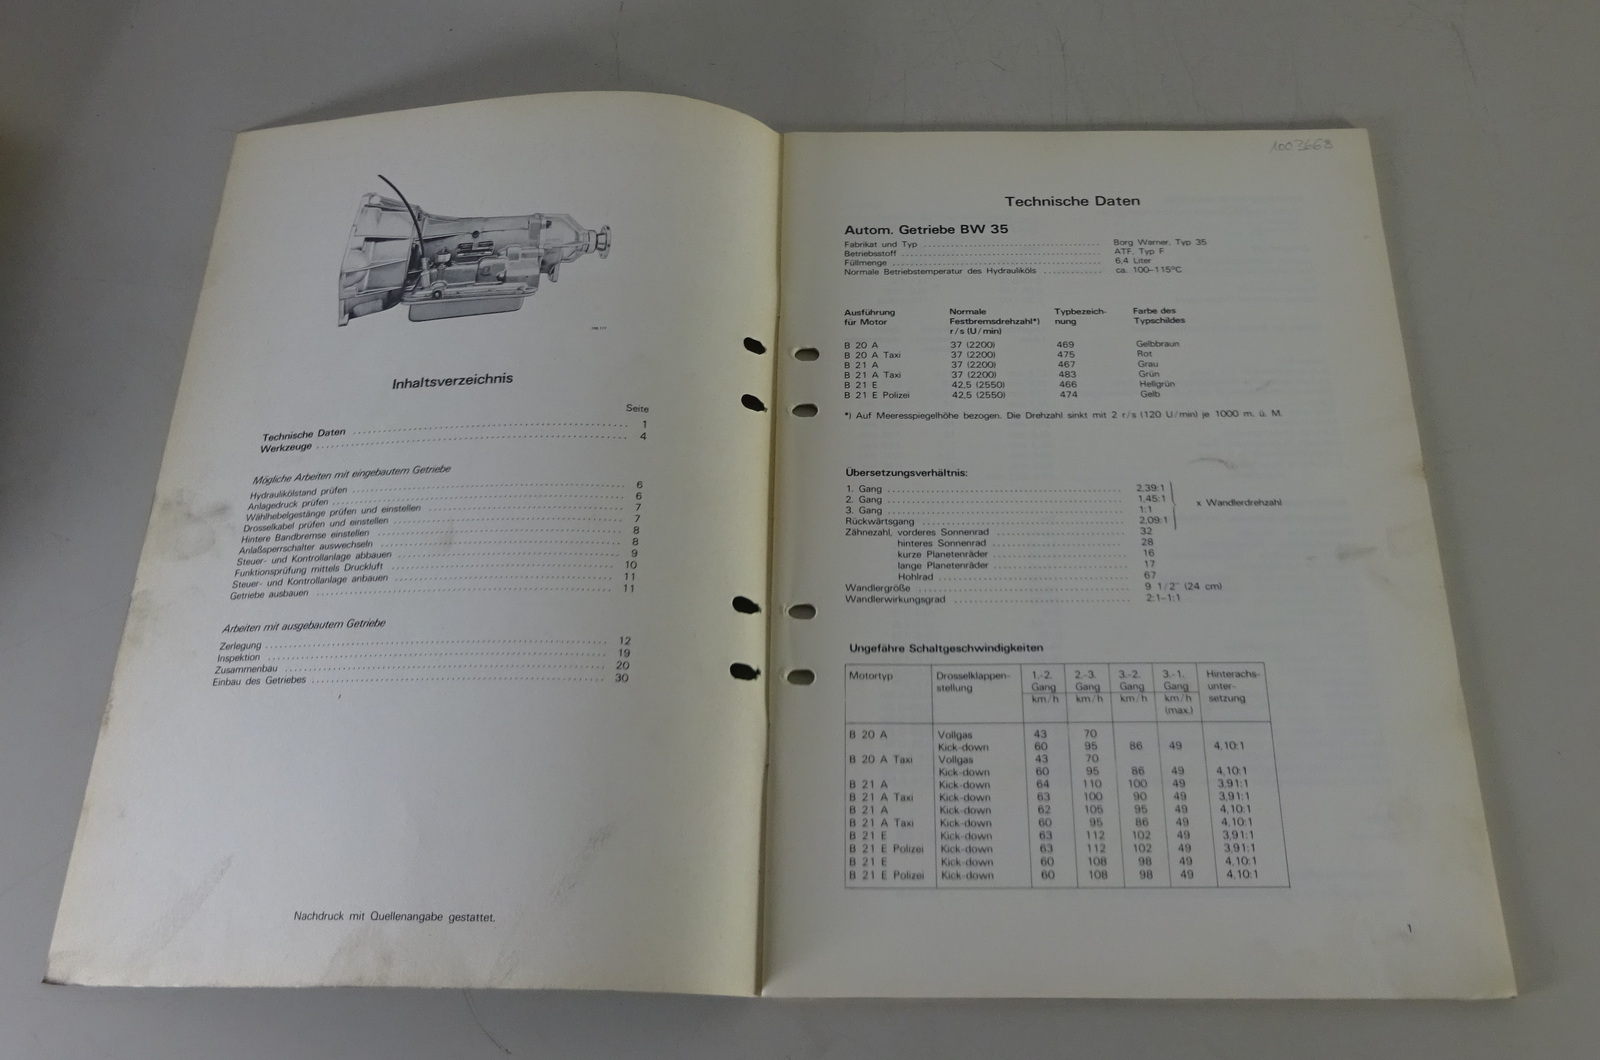 Inhaltsverzeichnis
Seite
Technische Daten 1
Werkzeuge 4
Mögliche Arbeiten mit eingebautem Getriebe
Hydraulikölstand prüfen 6
Anlagedruck prüfen 6
Wählhebelgestänge prüfen und einstellen 7
Drosselkabel prüfen und einstellen 7
Hintere Bandbremse einstellen 8
Anlaßsperrschalter auswechseln 8
Steuer- und Kontrollanlage abbauen 9
Funktionsprüfung mittels Druckluft 10
Steuer- und Kontrollanlage anbauen 11
Getriebe ausbauen 11
Arbeiten mit ausgebautem Getriebe
Zerlegung 12
Inspektion 19
Zusammenbau 20
Einbau des Getriebes 30
Nachdruck mit Quellenangabe gestattet.
1003668
Technische Daten
Autom. Getriebe BW 35
Fabrikat und Typ Borg Warner, Typ 35
Betriebsstoff ATF, Typ F
Füllmenge 6,4 Liter
Normale Betriebstemperatur des Hydrauliköls ca. 100–115°C
Ausführung Normale Typbezeich- Farbe des
für Motor Festbremsdrehzahl*) nung Typschildes
r/s (U/min)
B 20 A 37 (2200) 469 Gelbbraun
B 20 A Taxi 37 (2200) 475 Rot
B 21 A 37 (2200) 467 Grau
B 21 A Taxi 37 (2200) 483 Grün
B 21 E 42,5 (2550) 466 Hellgrün
B 21 E Polizei 42,5 (2550) 474 Gelb
*) Auf Meeresspiegelhöhe bezogen. Die Drehzahl sinkt mit 2 r/s (120 U/min) je 1000 m. ü. M.
Übersetzungsverhältnis:
1. Gang 2,39:1
2. Gang 1,45:1 x Wandlerdrehzahl
3. Gang 1:1
Rückwärtsgang 2,09:1
Zähnezahl, vorderes Sonnenrad 32
hinteres Sonnenrad 28
kurze Planetenräder 16
lange Planetenräder 17
Hohlrad 67
Wandlergröße 9 1/2" (24 cm)
Wandlerwirkungsgrad 2:1–1:1
Ungefähre Schaltgeschwindigkeiten
Motortyp Drosselklappen- 1.-2. 2.-3. 3.-2. 3.-1. Hinterachs-
stellung Gang Gang Gang Gang unter-
km/h km/h km/h km/h setzung
(max.)
B 20 A Vollgas 43 70
Kick-down 60 95 86 49 4,10:1
B 20 A Taxi Vollgas 43 70
Kick-down 60 95 86 49 4,10:1
B 21 A Kick-down 64 110 100 49 3,91:1
B 21 A Taxi Kick-down 63 100 90 49 3,91:1
B 21 A Kick-down 62 105 95 49 4,10:1
B 21 A Taxi Kick-down 60 95 86 49 4,10:1
B 21 E Kick-down 63 112 102 49 3,91:1
B 21 E Polizei Kick-down 63 112 102 49 3,91:1
B 21 E Kick-down 60 108 98 49 4,10:1
B 21 E Polizei Kick-down 60 108 98 49 4,10:1
1